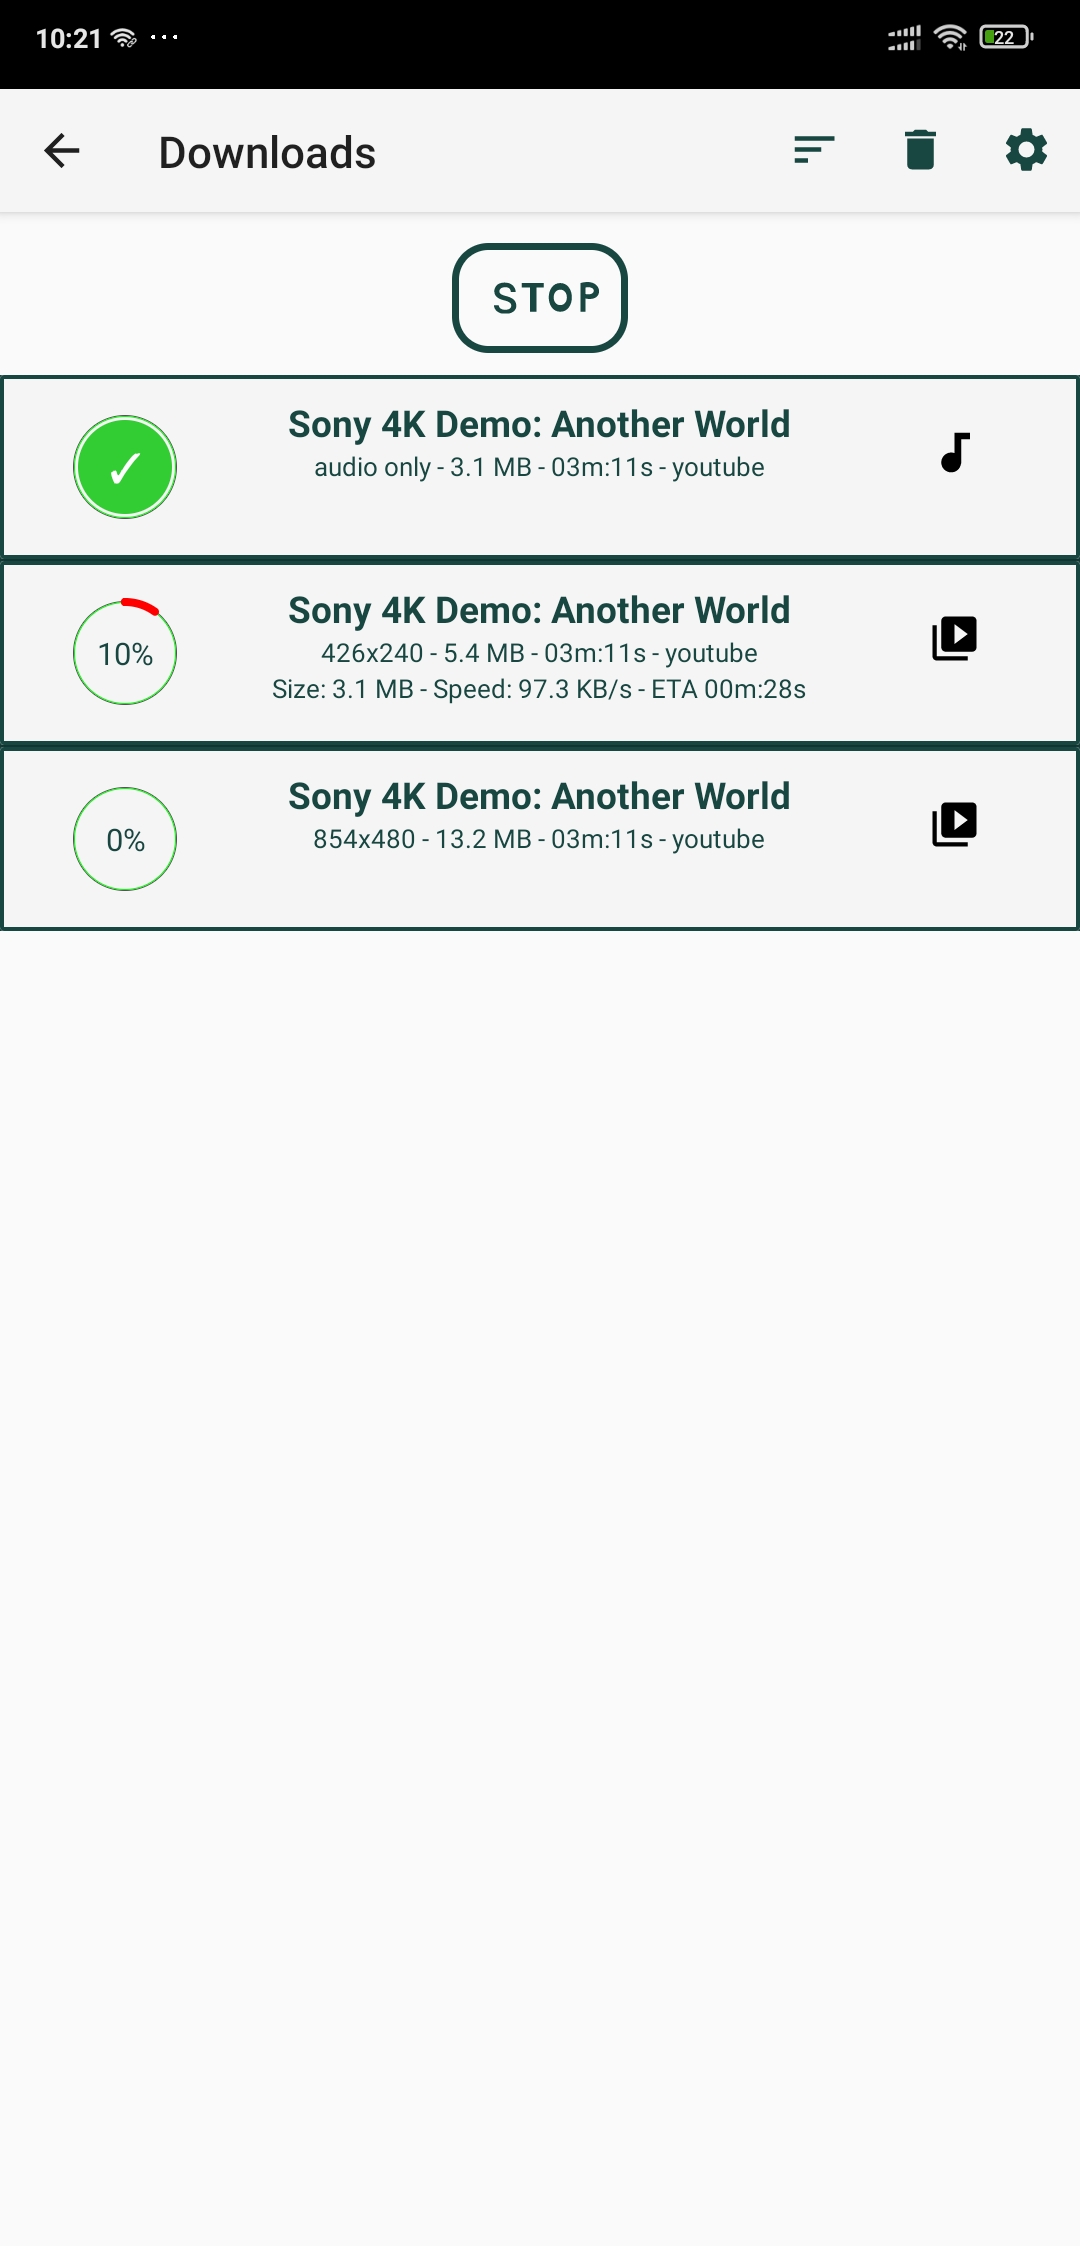 10:21
22
Downloads
STOP
Sony 4K Demo: Another World
audio only - 3.1 MB - 03m:11s - youtube
✓
10%
Sony 4K Demo: Another World
426x240 - 5.4 MB - 03m:11s - youtube
Size: 3.1 MB - Speed: 97.3 KB/s - ETA 00m:28s
0%
Sony 4K Demo: Another World
854x480 - 13.2 MB - 03m:11s - youtube